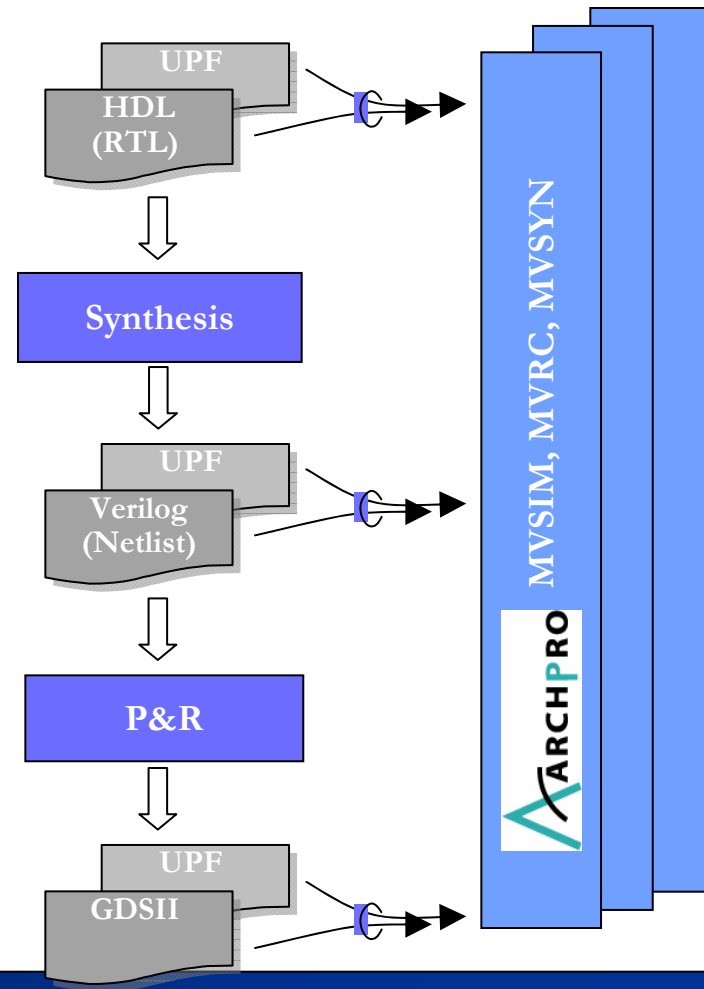 UPF
HDL
(RTL)
Synthesis
UPF
Verilog
(Netlist)
P&R
UPF
GDSII
MVSIM, MVRC, MVSYN
ARCHPRO